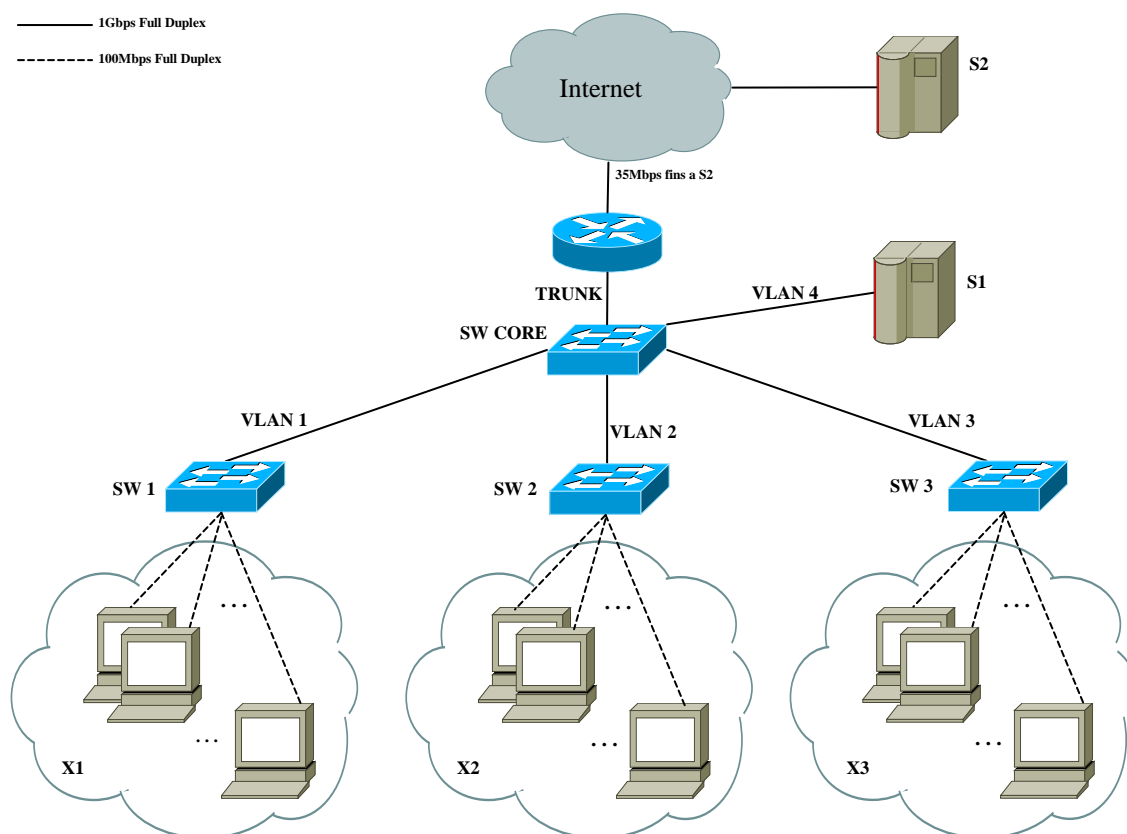 1Gbps Full Duplex
100Mbps Full Duplex
Internet
S2
35Mbps fins a S2
TRUNK
VLAN 4
S1
SW CORE
VLAN 1
VLAN 2
VLAN 3
SW 1
SW 2
SW 3
...
...
...
...
...
...
X1
X2
X3